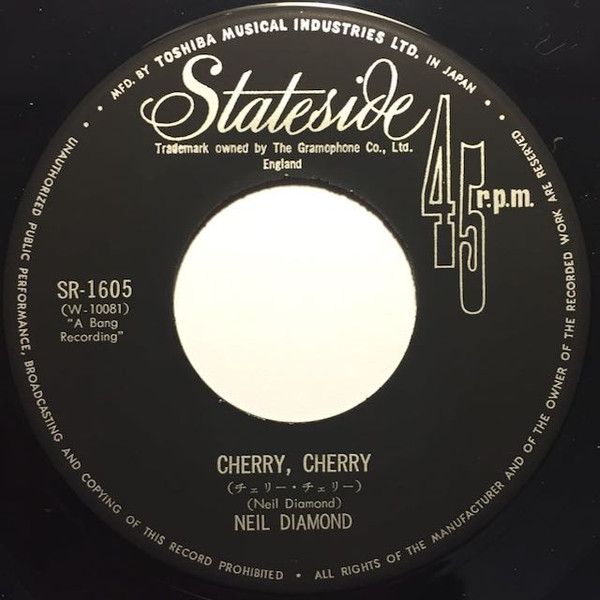 MFD. BY TOSHIBA MUSICAL INDUSTRIES LTD. IN JAPAN
Stateside
Trademark owned by The Gramophone Co., Ltd.
England
45 r.p.m.
SR-1605
(W-10081)
"A Bang
Recording"
CHERRY, CHERRY
(チェリー・チェリー)
(Neil Diamond)
NEIL DIAMOND
UNAUTHORIZED PUBLIC PERFORMANCE, BROADCASTING AND COPYING OF THIS RECORD PROHIBITED • ALL RIGHTS OF THE MANUFACTURER AND OF THE OWNER OF THE RECORDED WORK ARE RESERVED